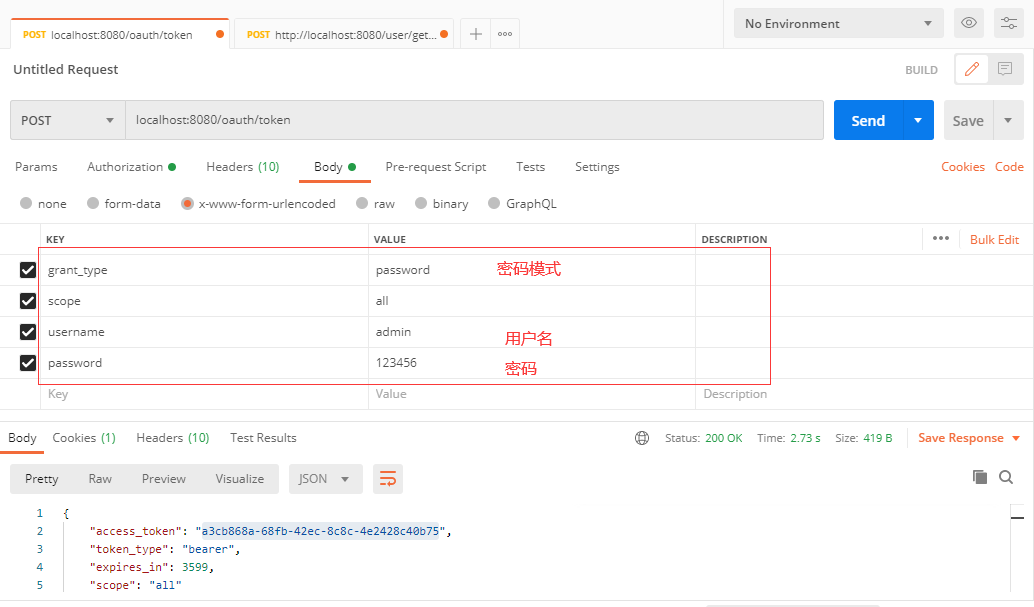 POST localhost:8080/oauth/token POST http://localhost:8080/user/get... No Environment
Untitled Request BUILD
POST localhost:8080/oauth/token Send Save
Params Authorization Headers (10) Body Pre-request Script Tests Settings Cookies Code
none form-data x-www-form-urlencoded raw binary GraphQL
KEY VALUE DESCRIPTION Bulk Edit
grant_type password 密码模式
scope all
username admin 用户名
password 123456 密码
Key Value Description
Body Cookies (1) Headers (10) Test Results Status: 200 OK Time: 2.73 s Size: 419 B Save Response
Pretty Raw Preview Visualize JSON
1 {
2 "access_token": "a3cb868a-68fb-42ec-8c8c-4e2428c40b75",
3 "token_type": "bearer",
4 "expires_in": 3599,
5 "scope": "all"